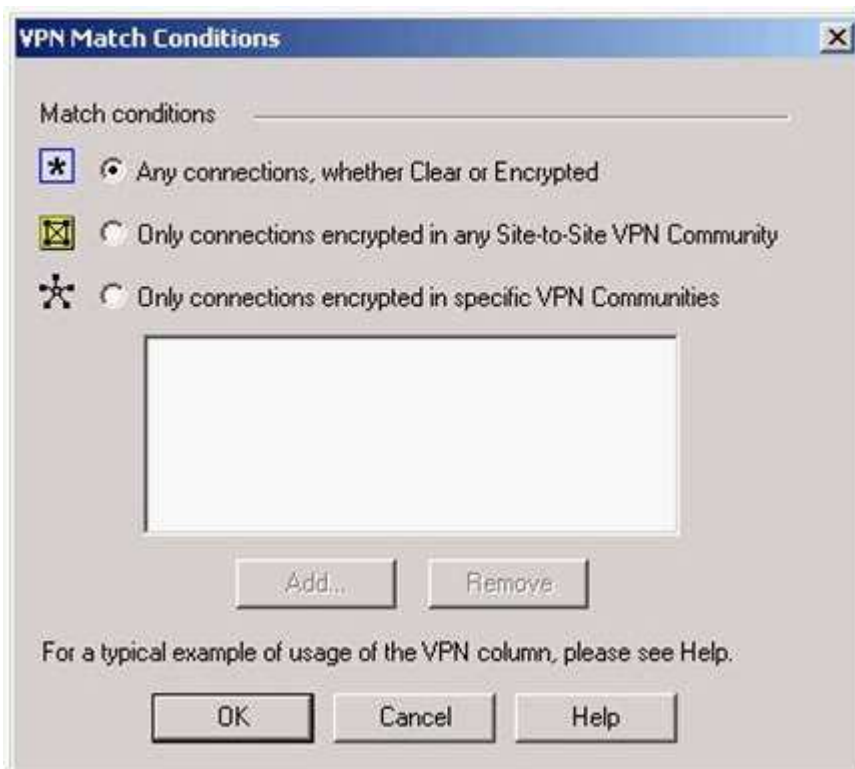 VPN Match Conditions
Match conditions
Any connections, whether Clear or Encrypted
Only connections encrypted in any Site-to-Site VPN Community
Only connections encrypted in specific VPN Communities
Add... Remove
For a typical example of usage of the VPN column, please see Help.
OK Cancel Help